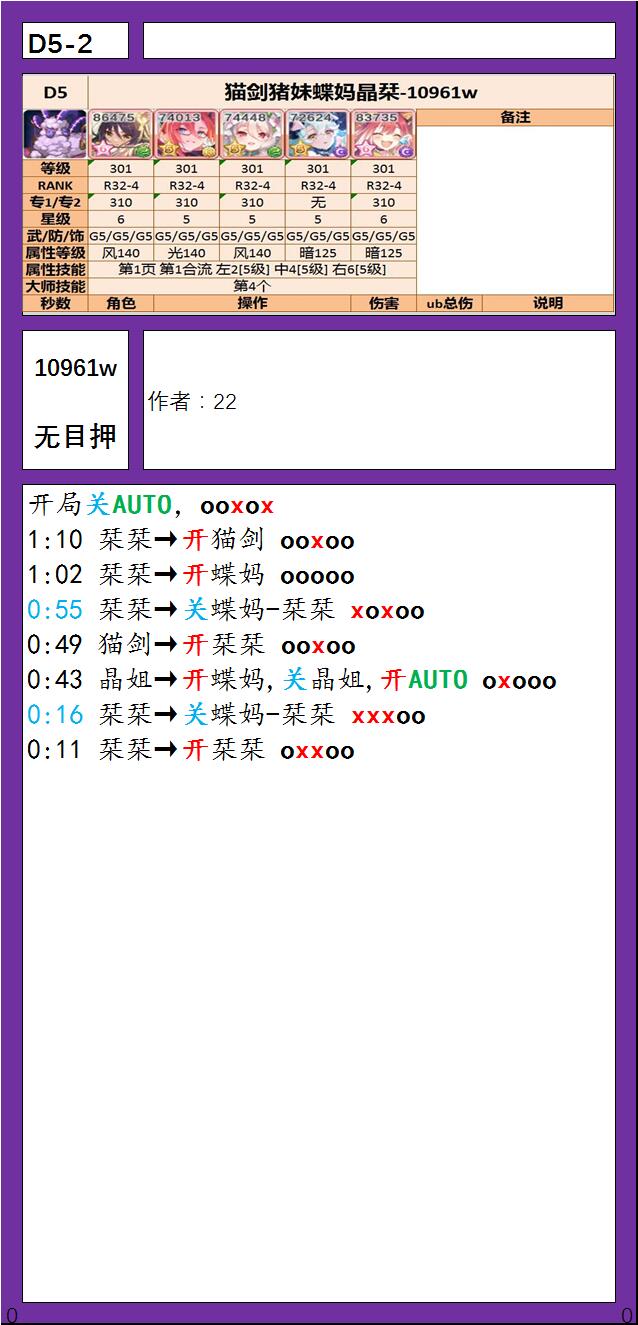 D5-2
D5 猫剑猪妹蝶妈晶栞-10961w
86475 74013 74448 72624 83735 备注
等级 301 301 301 301 301
RANK R32-4 R32-4 R32-4 R32-4 R32-4
专1/专2 310 310 310 无 310
星级 6 5 5 5 6
武/防/饰 G5/G5/G5 G5/G5/G5 G5/G5/G5 G5/G5/G5 G5/G5/G5
属性等级 风140 光140 风140 暗125 暗125
属性技能 第1页 第1合流 左2[5级] 中4[5级] 右6[5级]
大师技能 第4个
秒数 角色 操作 伤害 ub总伤 说明
10961w
无目押
作者：22
开局关AUTO, ooxox
1:10 栞栞→开猫剑 ooxoo
1:02 栞栞→开蝶妈 ooooo
0:55 栞栞→关蝶妈-栞栞 xoxoo
0:49 猫剑→开栞栞 ooxoo
0:43 晶姐→开蝶妈,关晶姐,开AUTO oxooo
0:16 栞栞→关蝶妈-栞栞 xxxoo
0:11 栞栞→开栞栞 oxxoo
0 0